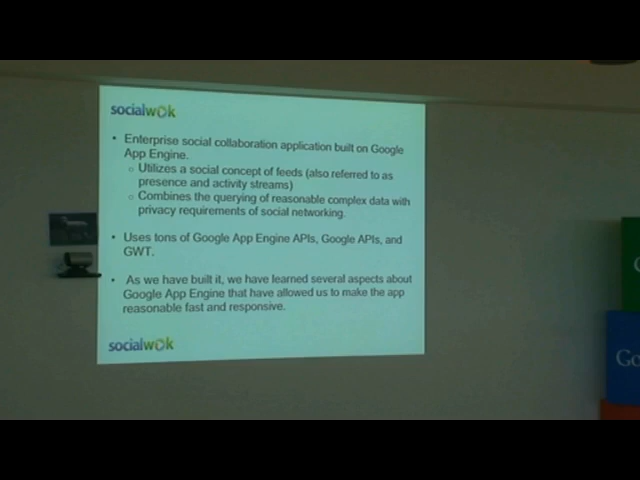 socialwok
• Enterprise social collaboration application built on Google
App Engine.
○ Utilizes a social concept of feeds (also referred to as
presence and activity streams)
○ Combines the querying of reasonable complex data with
privacy requirements of social networking.
• Uses tons of Google App Engine APIs, Google APIs, and
GWT.
• As we have built it, we have learned several aspects about
Google App Engine that have allowed us to make the app
reasonable fast and responsive.
socialwok
G
Go